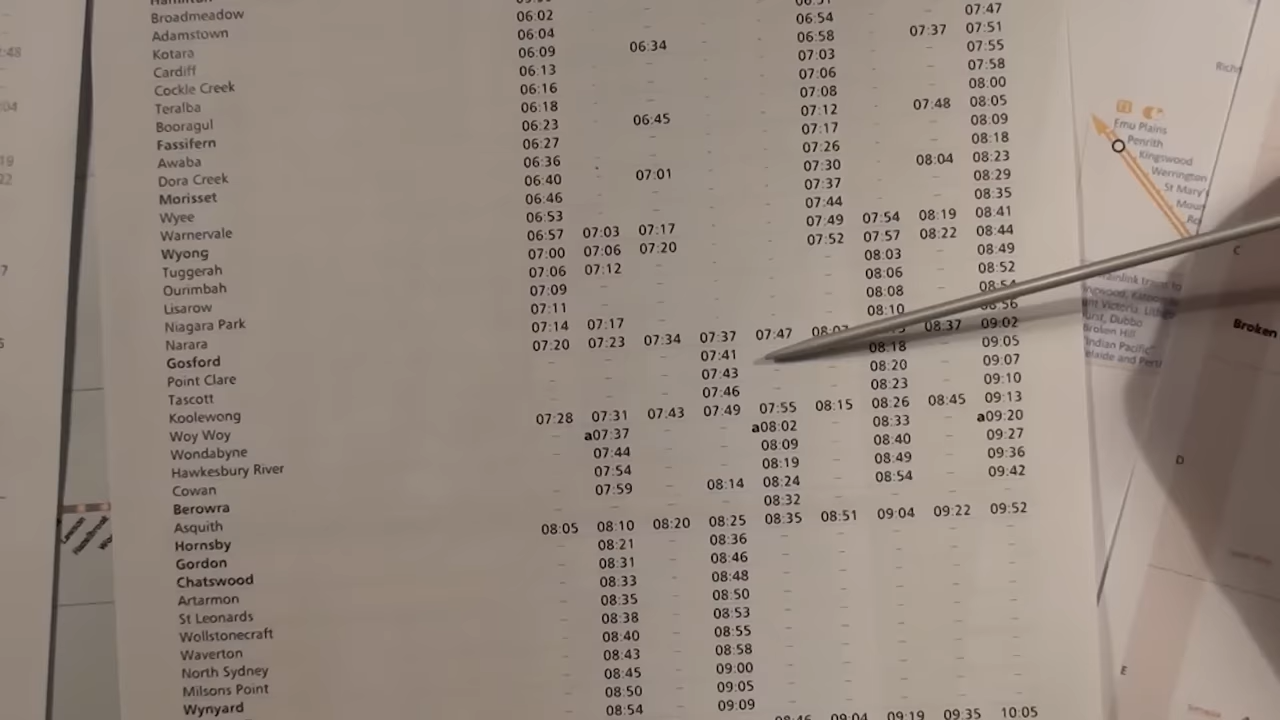 Broadmeadow
Adamstown 06:02
Kotara 06:04 06:54 07:47
Cardiff 06:09 06:34 06:58 07:37 07:51
Cockle Creek 06:13 07:03 07:55
Teralba 06:16 07:06 07:58
Booragul 06:18 07:08 08:00
Fassifern 06:23 06:45 07:12 07:48 08:05
Awaba 06:27 07:17 08:09
Dora Creek 06:36 07:26 08:18
Morisset 06:40 07:01 07:30 08:04 08:23
Wyee 06:46 07:37 08:29
Warnervale 06:53 07:44 08:35
Wyong 06:57 07:03 07:17 07:49 07:54 08:19 08:41
Tuggerah 07:00 07:06 07:20 07:52 07:57 08:22 08:44
Ourimbah 07:06 07:12 08:03 08:49
Lisarow 07:09 08:06 08:52
Niagara Park 07:11 08:08
Narara 07:14 07:17 08:10
Gosford 07:20 07:23 07:34 07:37 07:47 08:37 09:02
Point Clare 07:41 08:18 09:05
Tascott 07:43 08:20 09:07
Koolewong 07:46 08:23 09:10
Woy Woy 07:28 07:31 07:43 07:49 07:55 08:15 08:26 08:45 09:13
Wondabyne a07:37 a08:02 08:33 a09:20
Hawkesbury River 07:44 08:09 08:40 09:27
Cowan 07:54 08:19 08:49 09:36
Berowra 07:59 08:14 08:24 08:54 09:42
Asquith 08:32
Hornsby 08:05 08:10 08:20 08:25 08:35 08:51 09:04 09:22 09:52
Gordon 08:21 08:36
Chatswood 08:31 08:46
Artarmon 08:33 08:48
St Leonards 08:35 08:50
Wollstonecraft 08:38 08:53
Waverton 08:40 08:55
North Sydney 08:43 08:58
Milsons Point 08:45 09:00
Wynyard 08:50 09:05
08:54 09:09
09:04 09:19 09:35 10:05
Emu Plains
Penrith
Kingswood
Werrington
St Mary's
Broken
C
D
E